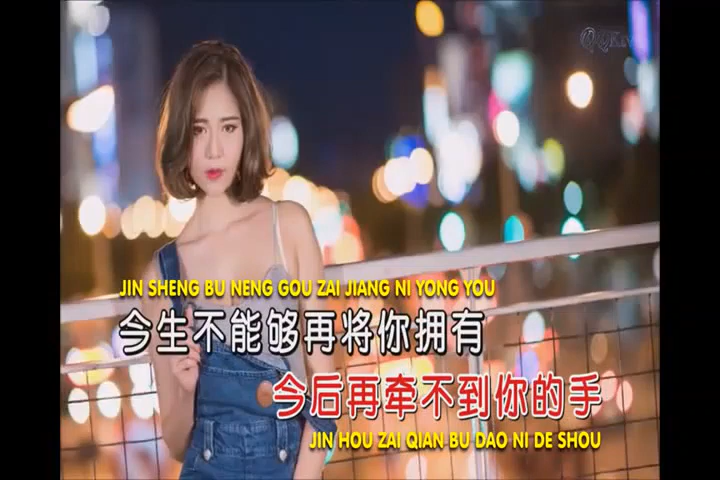 JIN SHENG BU NENG GOU ZAI JIANG NI YONG YOU
今生不能够再将你拥有
今后再牵不到你的手
JIN HOU ZAI QIAN BU DAO NI DE SHOU